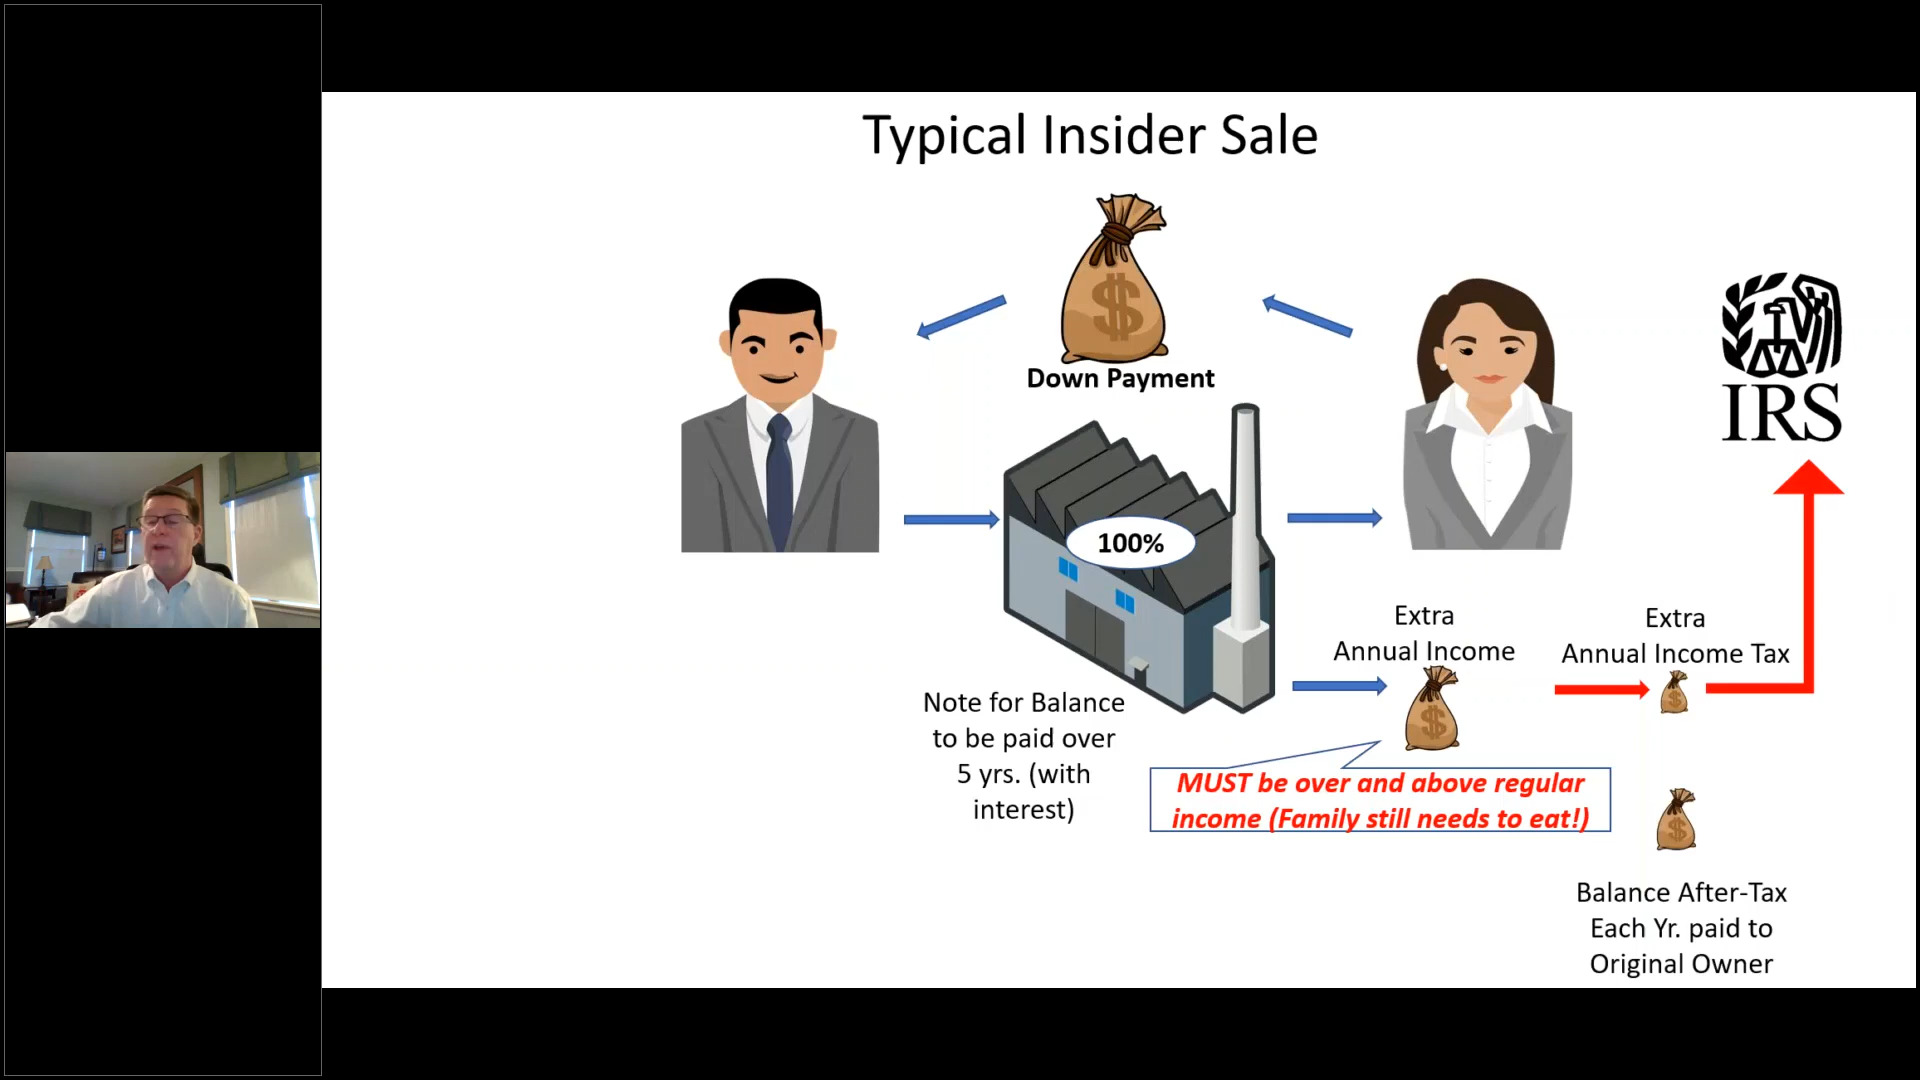 Typical Insider Sale
Down Payment
IRS
100%
Extra
Annual Income
Extra
Annual Income Tax
Note for Balance
to be paid over
5 yrs. (with
interest)
MUST be over and above regular
income (Family still needs to eat!)
Balance After-Tax
Each Yr. paid to
Original Owner